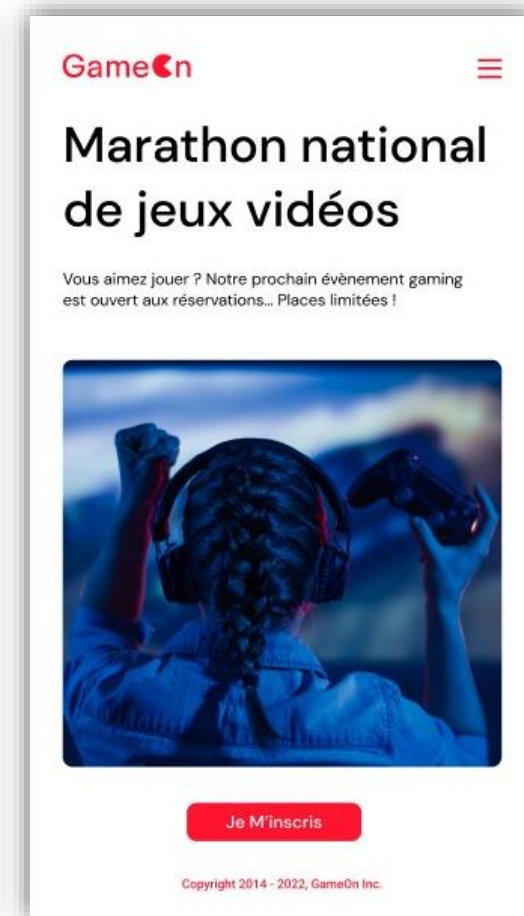 GameOn
Marathon national
de jeux vidéos
Vous aimez jouer ? Notre prochain évènement gaming
est ouvert aux réservations... Places limitées !
Je M'inscris
Copyright 2014 - 2022, GameOn Inc.